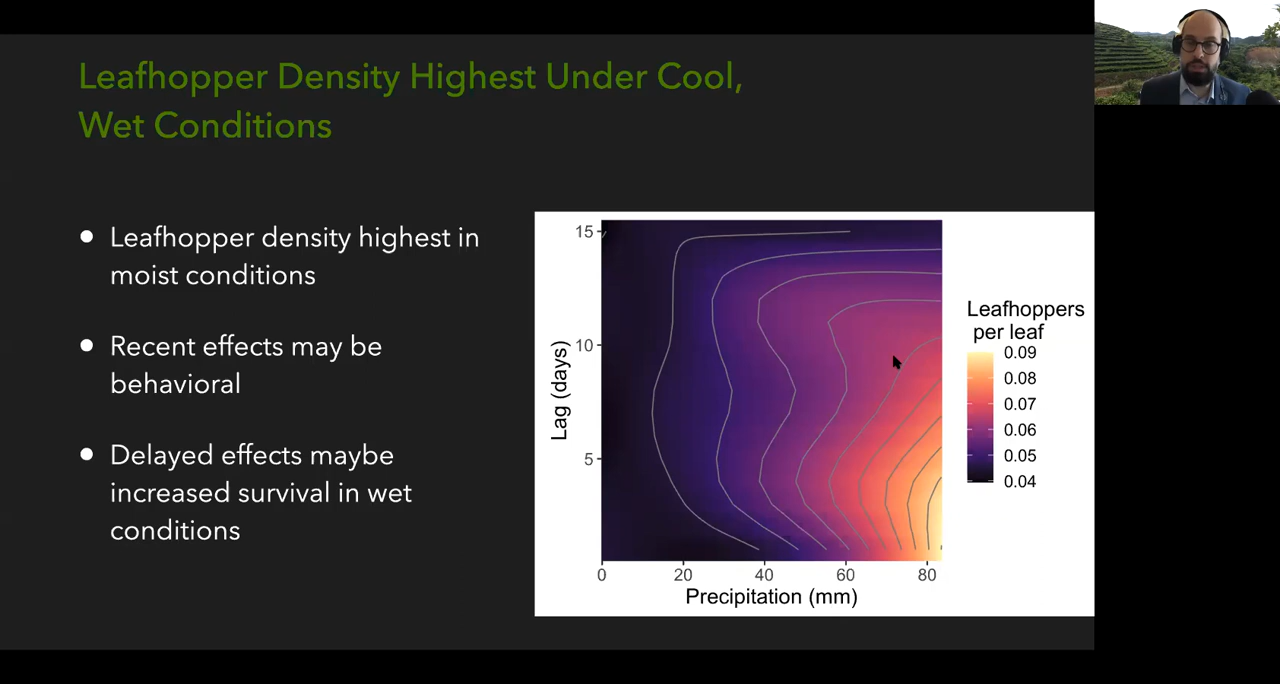 Leafhopper Density Highest Under Cool,
Wet Conditions
Leafhopper density highest in
moist conditions
Recent effects may be
behavioral
Delayed effects maybe
increased survival in wet
conditions
15
10
5
Lag (days)
0 20 40 60 80
Precipitation (mm)
Leafhoppers
per leaf
0.09
0.08
0.07
0.06
0.05
0.04